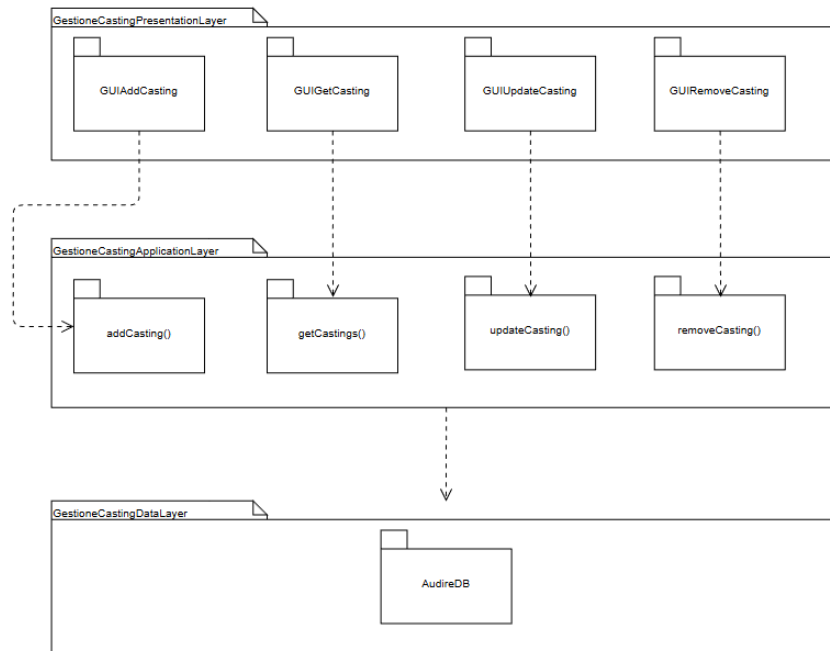 GestioneCastingPresentationLayer
GUIAddCasting
GUIGetCasting
GUIUpdateCasting
GUIRemoveCasting
GestioneCastingApplicationLayer
addCasting()
getCastings()
updateCasting()
removeCasting()
GestioneCastingDataLayer
AudireDB